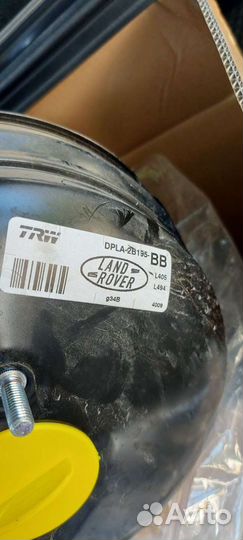 TRW
DPLA-2B195-BB
LAND
ROVER
L405
L494
g34B
4009
Avito